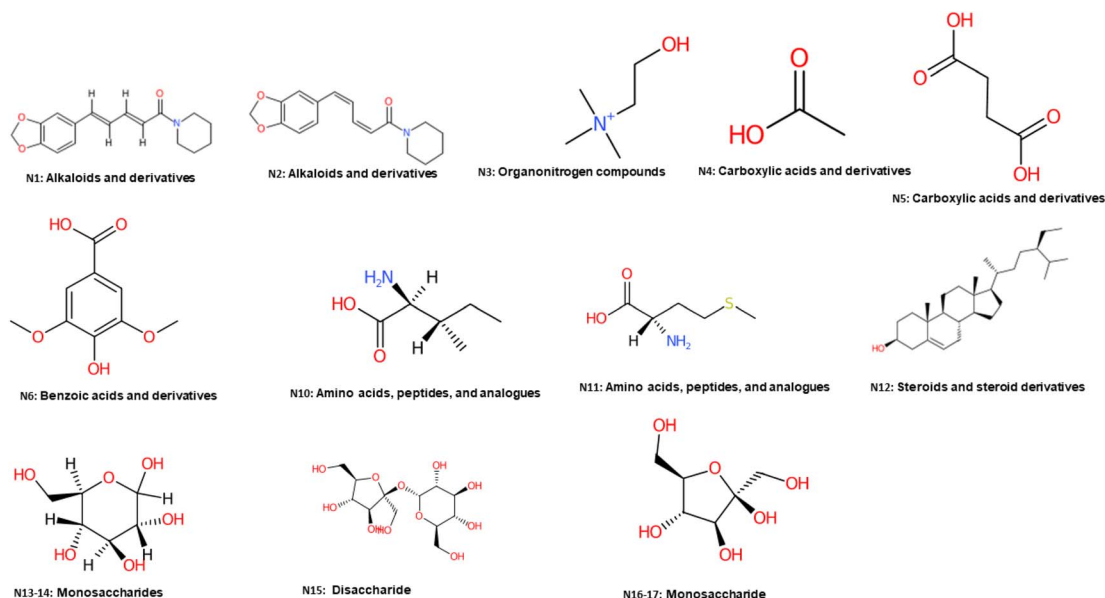 N1: Alkaloids and derivatives
N2: Alkaloids and derivatives
N3: Organonitrogen compounds
N4: Carboxylic acids and derivatives
N5: Carboxylic acids and derivatives
N6: Benzoic acids and derivatives
N10: Amino acids, peptides, and analogues
N11: Amino acids, peptides, and analogues
N12: Steroids and steroid derivatives
N13-14: Monosaccharides
N15: Disaccharide
N16-17: Monosaccharide